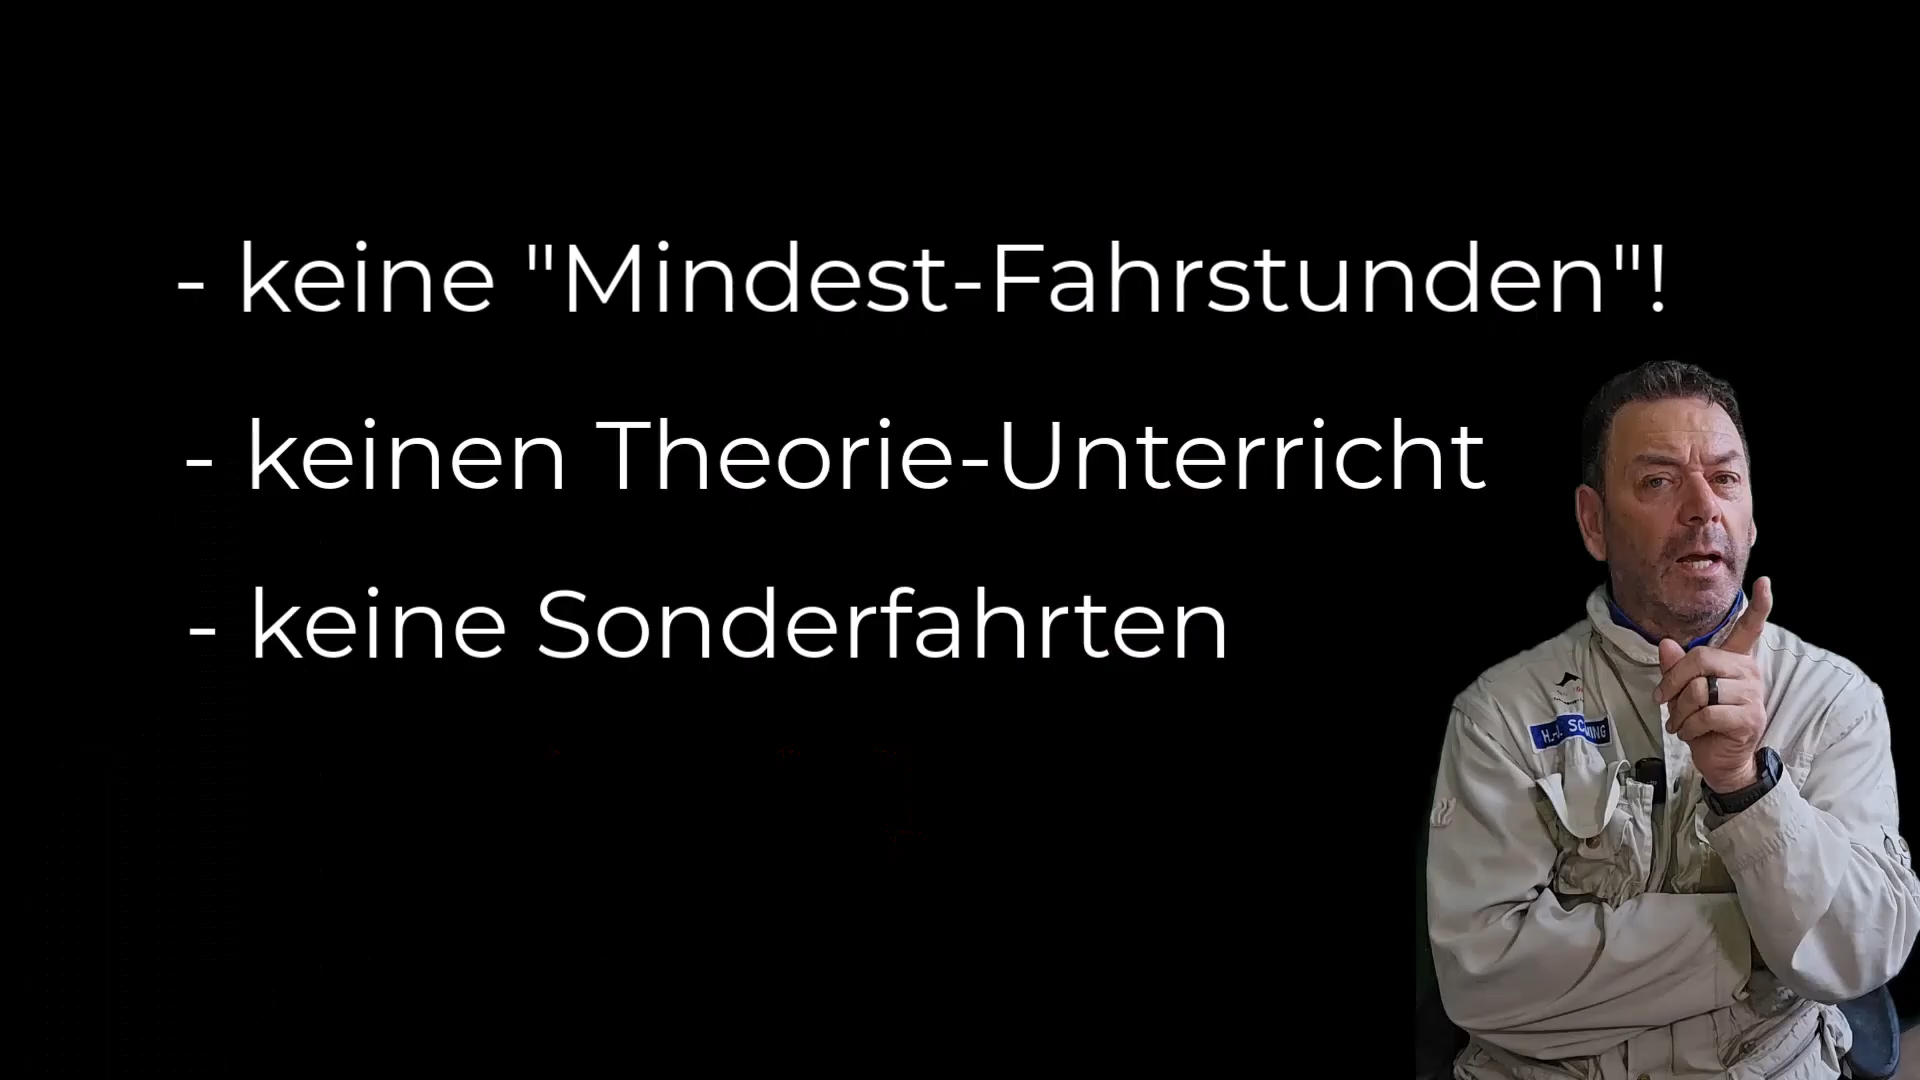 - keine "Mindest-Fahrstunden"!
- keinen Theorie-Unterricht
- keine Sonderfahrten